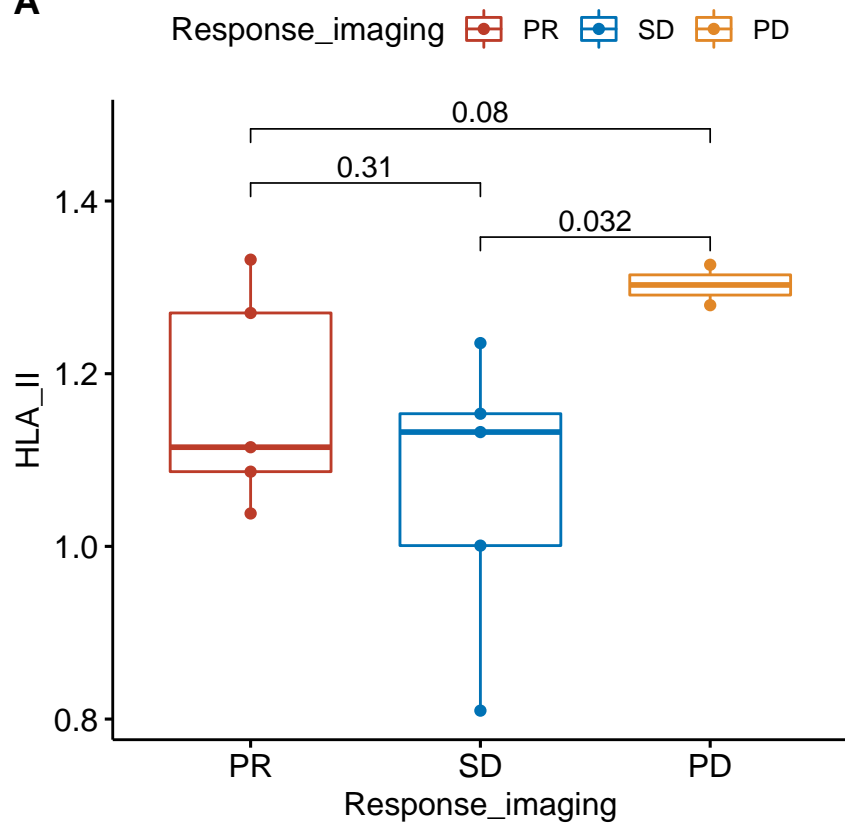 A
Response_imaging PR SD PD
0.08
0.31
0.032
1.4
1.2
1.0
0.8
HLA_II
PR SD PD
Response_imaging